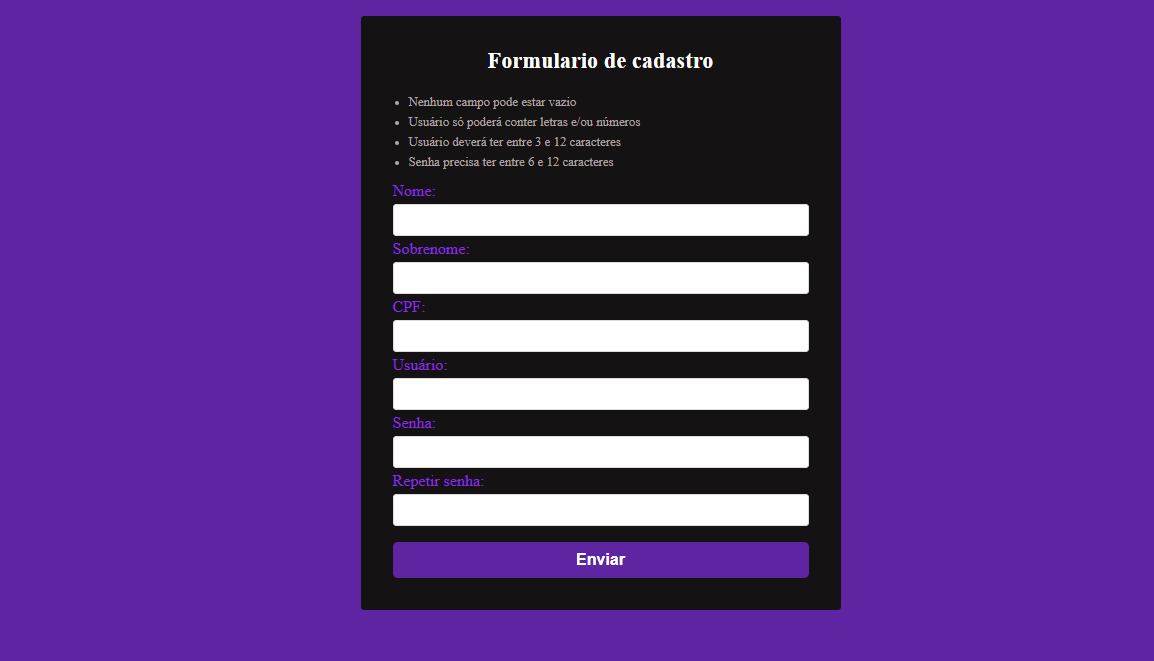 Formulario de cadastro
Nenhum campo pode estar vazio
Usuário só poderá conter letras e/ou números
Usuário deverá ter entre 3 e 12 caracteres
Senha precisa ter entre 6 e 12 caracteres
Nome:
Sobrenome:
CPF:
Usuário:
Senha:
Repetir senha:
Enviar